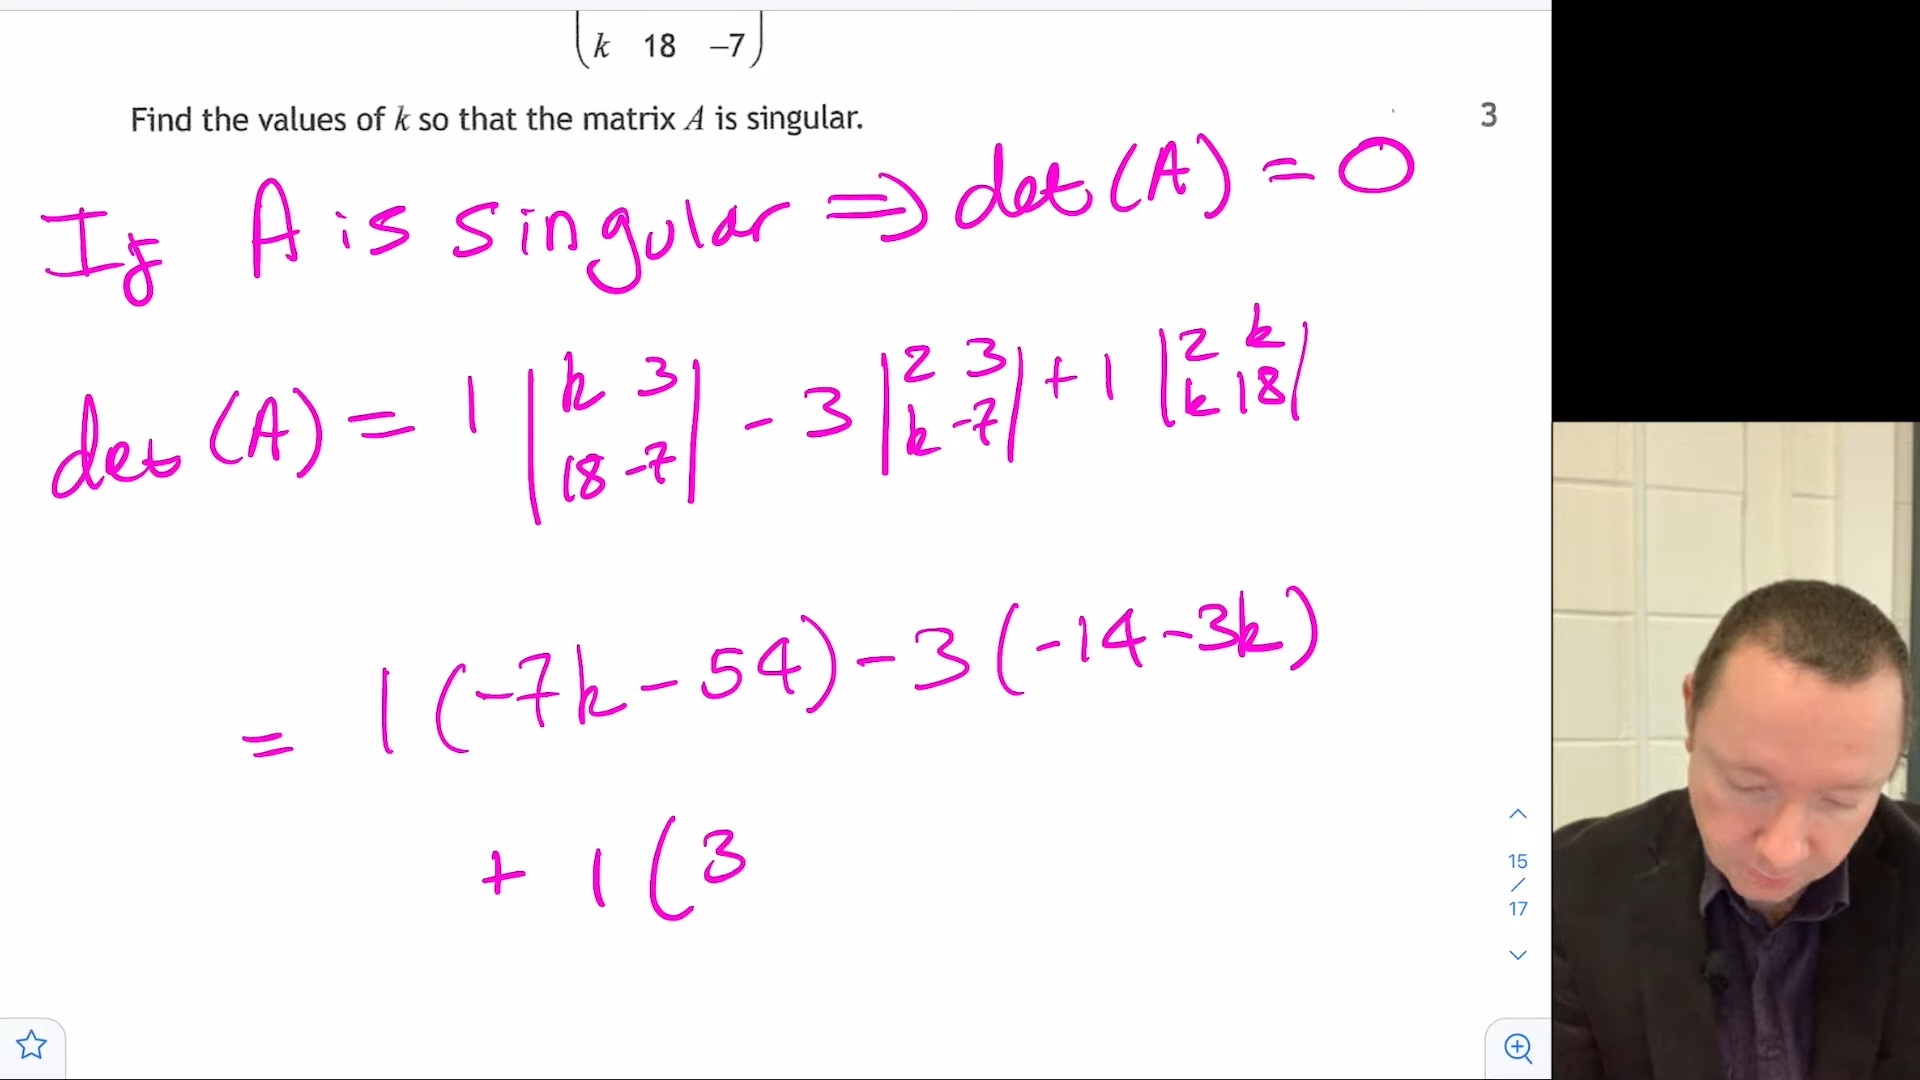 k 18 –7
Find the values of k so that the matrix A is singular. 3
If A is singular ⇒ det (A) = 0
det (A) = 1 |k 3 18 -7| - 3 |2 3 k -7| + 1 |2 k k 18|
= 1 (-7k - 54) - 3 (-14 - 3k)
+ 1 (3
15
/
17